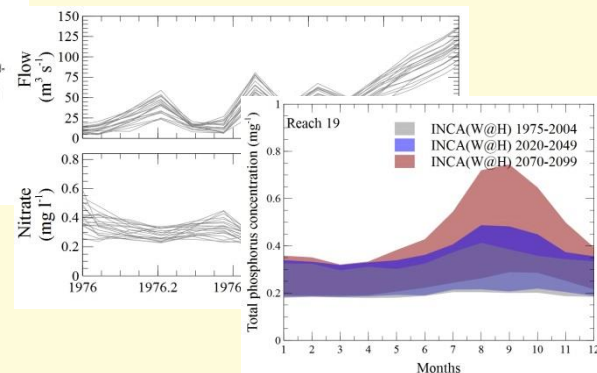 150
125
100
75
50
25
0
Flow
(m³ s⁻¹)
0.8
0.6
0.4
0.2
0
Nitrate
(mg l⁻¹)
1976
1976.2
1976
Reach 19
INCA(W@H) 1975-2004
INCA(W@H) 2020-2049
INCA(W@H) 2070-2099
Total phosphorus concentration (mg⁻¹)
1
0.8
0.6
0.4
0.2
0
1 2 3 4 5 6 7 8 9 10 11 12
Months